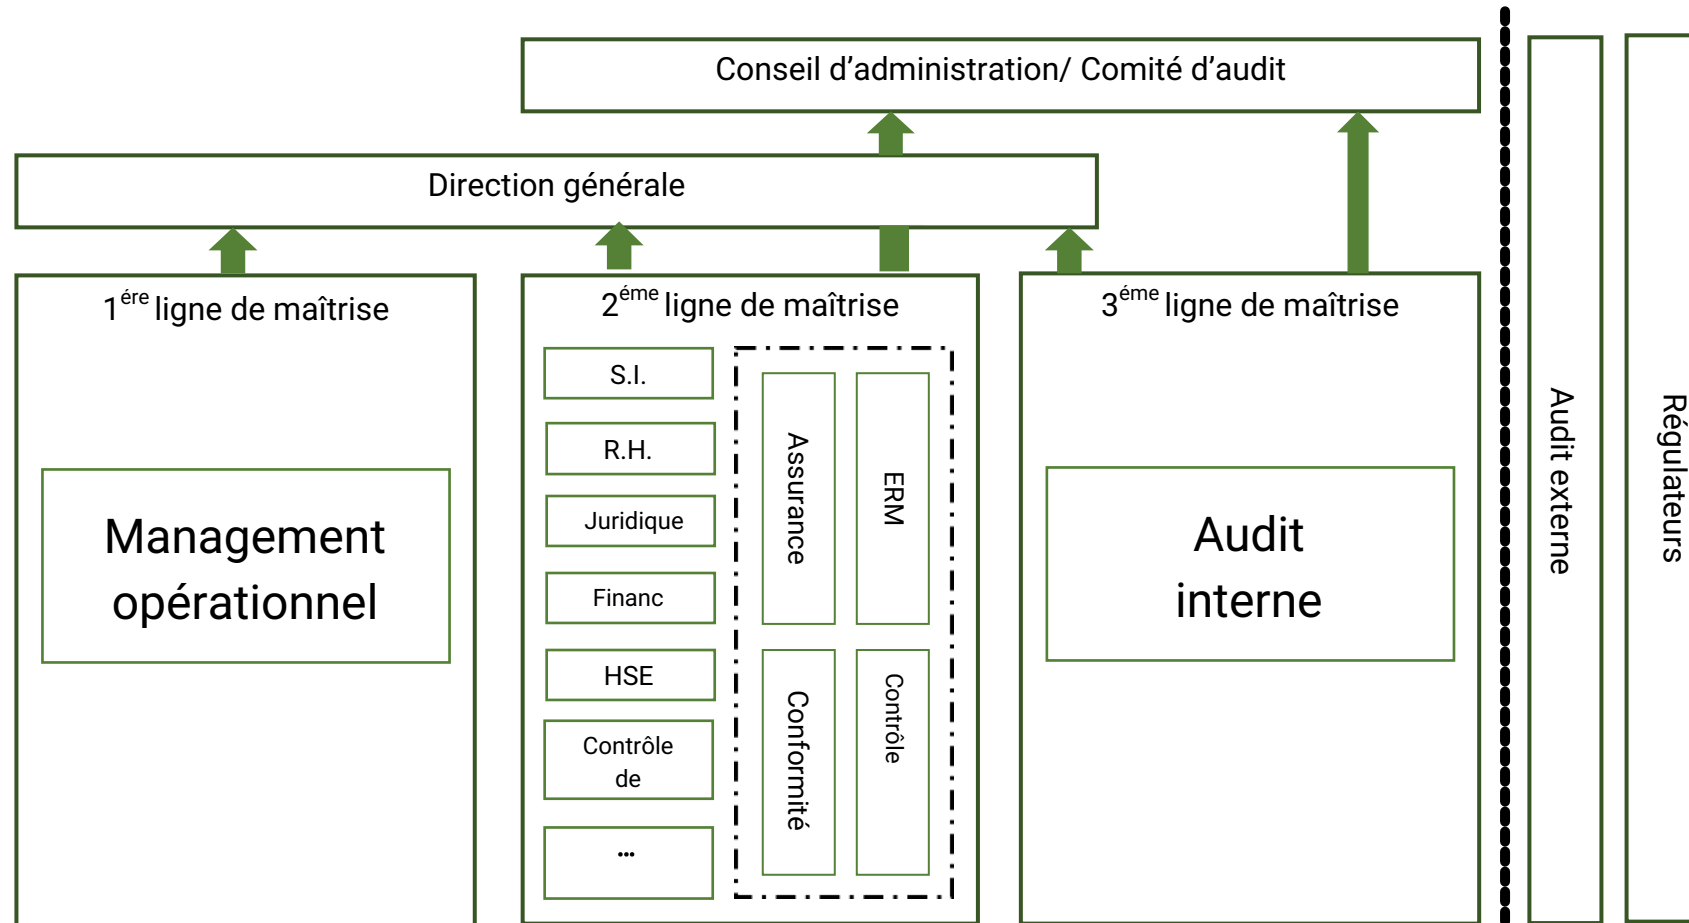 Conseil d’administration/ Comité d’audit
Direction générale
1ére ligne de maîtrise
Management
opérationnel
2éme ligne de maîtrise
S.I.
R.H.
Juridique
Financ
HSE
Contrôle
de
...
Assurance
ERM
Conformité
Contrôle
3éme ligne de maîtrise
Audit
interne
Audit externe
Régulateurs